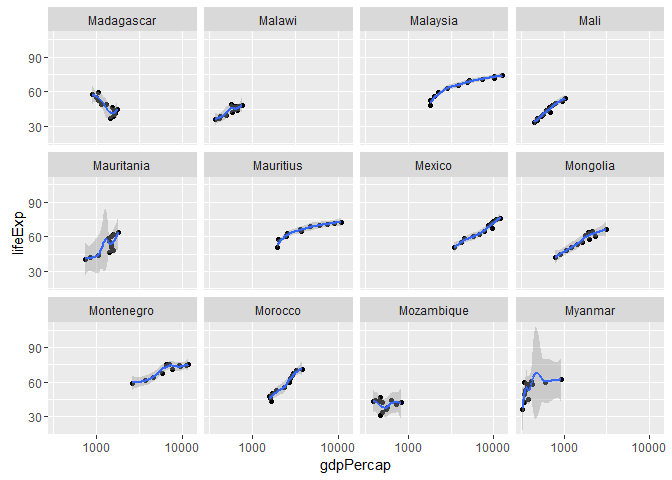 Madagascar Malawi Malaysia Mali
90
60
30
Mauritania Mauritius Mexico Mongolia
90
60
30
lifeExp
Montenegro Morocco Mozambique Myanmar
90
60
30
1000 10000 1000 10000 1000 10000 1000 10000
gdpPercap